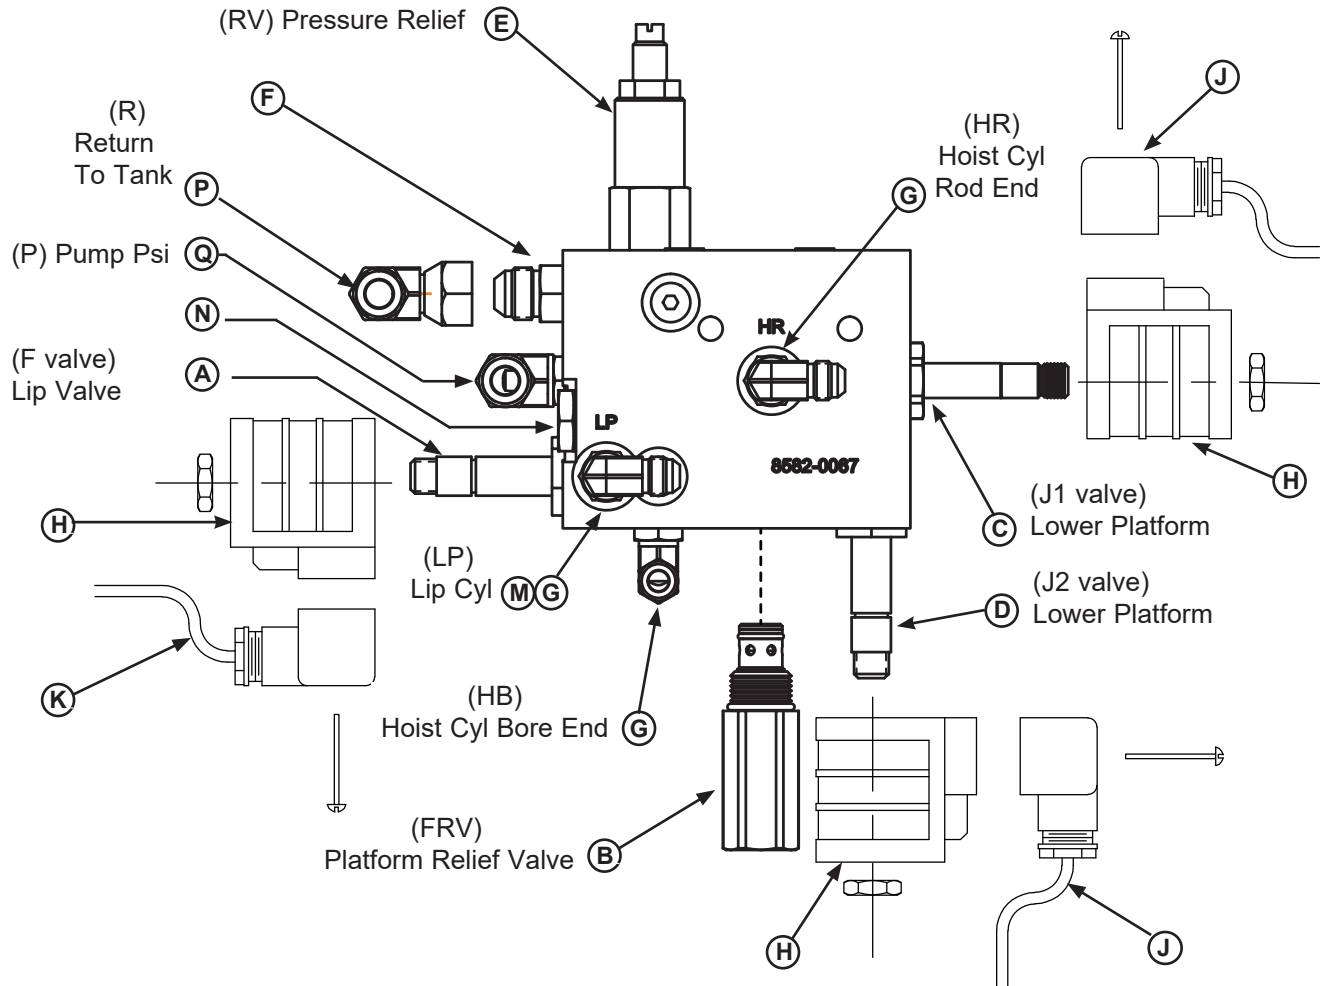 (RV) Pressure Relief E
F
J
(R)
Return
To Tank P
(HR)
Hoist Cyl
Rod End
G
(P) Pump Psi Q
N
(F valve)
Lip Valve
A
HR
LP
8582-0067
H
H
(J1 valve)
Lower Platform
C
(LP)
Lip Cyl M G
(J2 valve)
Lower Platform
D
K
(HB)
Hoist Cyl Bore End G
(FRV)
Platform Relief Valve B
H
J